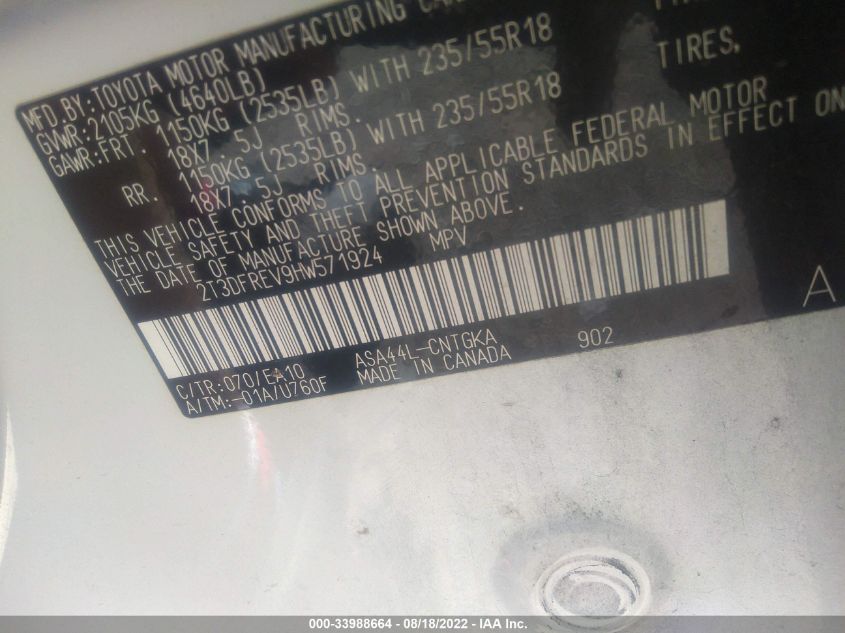 MFD.BY:TOYOTA MOTOR MANUFACTURING
GVWR:2105KG (4640LB)
GAWR:FRT. 1150KG (2535LB) WITH 235/55R18 TIRES,
18X7.5J RIMS.
RR. 1150KG (2535LB) WITH 235/55R18
18X7.5J RIMS.
THIS VEHICLE CONFORMS TO ALL APPLICABLE FEDERAL MOTOR
VEHICLE SAFETY AND THEFT PREVENTION STANDARDS IN EFFECT ON
THE DATE OF MANUFACTURE SHOWN ABOVE.
2T3DFREV9HW571924 MPV
A
C/TR:070/EA10 ASA44L-CNTGKA 902
A/TM:-01A/U760F MADE IN CANADA
000-33988664 - 08/18/2022 - IAA Inc.